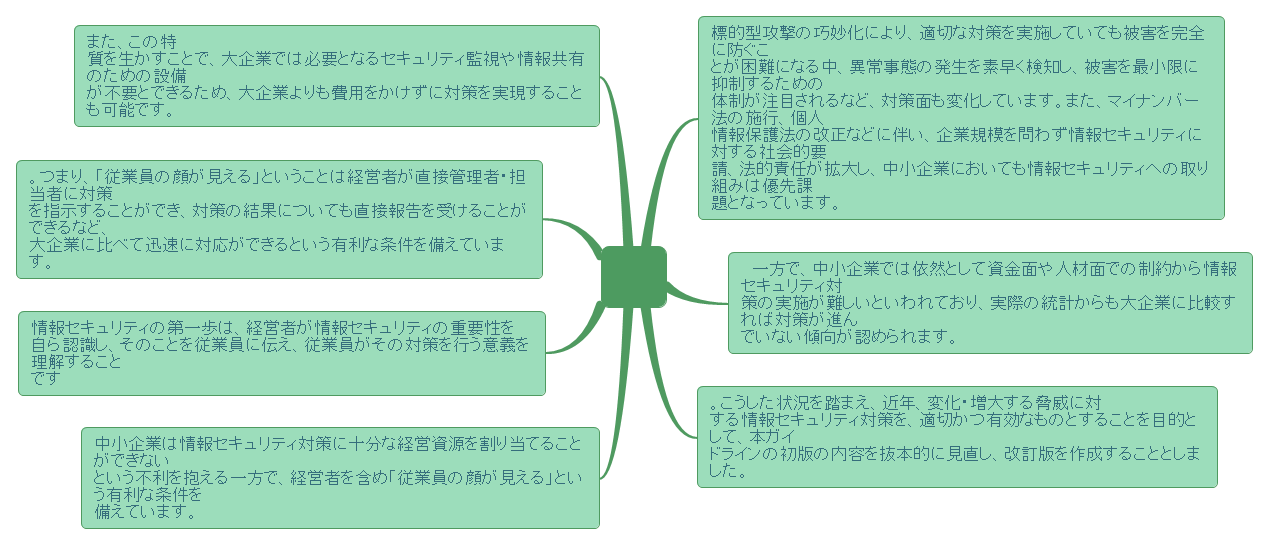 また、この特
質を生かすことで、大企業では必要となるセキュリティ監視や情報共有
のための設備
が不要とできるため、大企業よりも費用をかけずに対策を実現すること
も可能です。
。つまり、「従業員の顔が見える」ということは経営者が直接管理者・担
当者に対策
を指示することができ、対策の結果についても直接報告を受けることが
できるなど、
大企業に比べて迅速に対応ができるという有利な条件を備えていま
す。
情報セキュリティの第一歩は、経営者が情報セキュリティの重要性を
自ら認識し、そのことを従業員に伝え、従業員がその対策を行う意義を
理解すること
です
中小企業は情報セキュリティ対策に十分な経営資源を割り当てること
ができない
という不利を抱える一方で、経営者を含め「従業員の顔が見える」とい
う有利な条件を
備えています。
標的型攻撃の巧妙化により、適切な対策を実施していても被害を完全
に防ぐこ
とが困難になる中、異常事態の発生を素早く検知し、被害を最小限に
抑制するための
体制が注目されるなど、対策面も変化しています。また、マイナンバー
法の施行、個人
情報保護法の改正などに伴い、企業規模を問わず情報セキュリティに
対する社会的要
請、法的責任が拡大し、中小企業においても情報セキュリティへの取り
組みは優先課
題となっています。
一方で、中小企業では依然として資金面や人材面での制約から情報
セキュリティ対
策の実施が難しいといわれており、実際の統計からも大企業に比較す
れば対策が進ん
でいない傾向が認められます。
。こうした状況を踏まえ、近年、変化・増大する脅威に対
する情報セキュリティ対策を、適切かつ有効なものとすることを目的と
して、本ガイ
ドラインの初版の内容を抜本的に見直し、改訂版を作成することとしま
した。